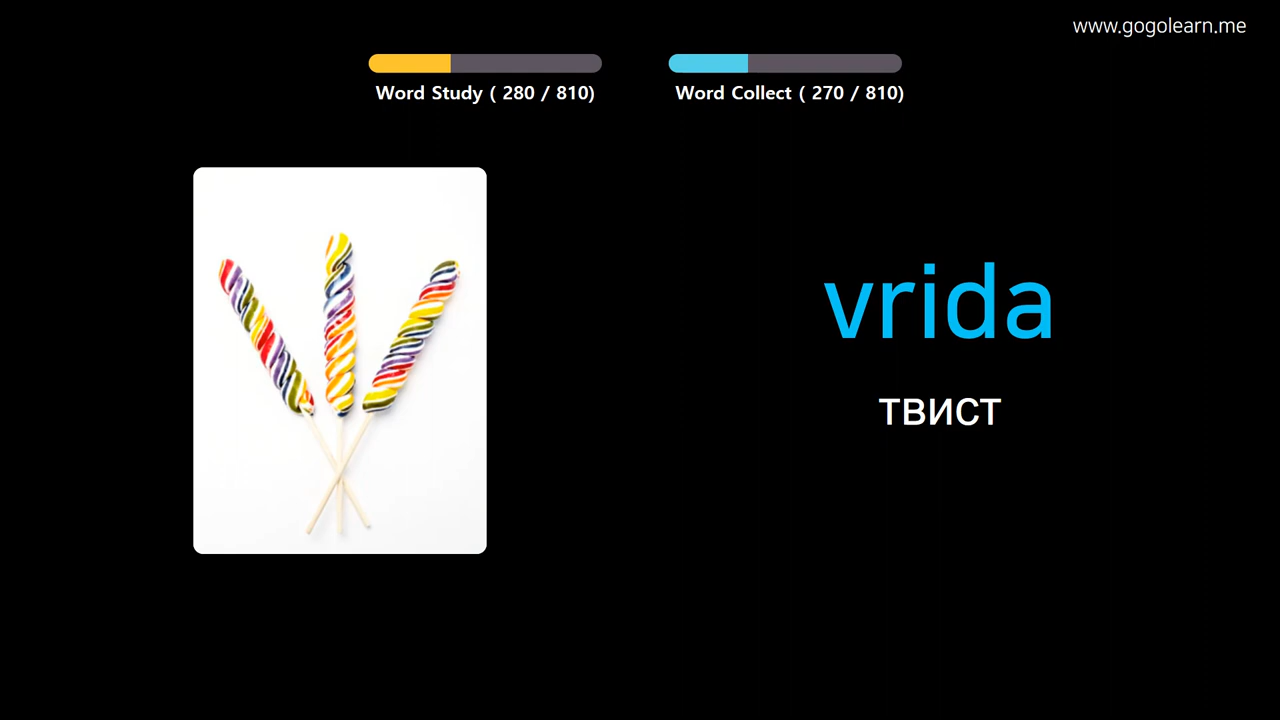 www.gogolearn.me
Word Study ( 280 / 810)
Word Collect ( 270 / 810)
vrida
твист